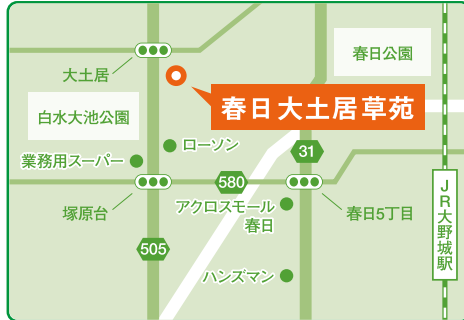 春日公園
大土居
春日大土居草苑
白水大池公園
ローソン
31
業務用スーパー
580
JR大野城駅
塚原台
アクロスモール
春日
春日5丁目
505
ハンズマン